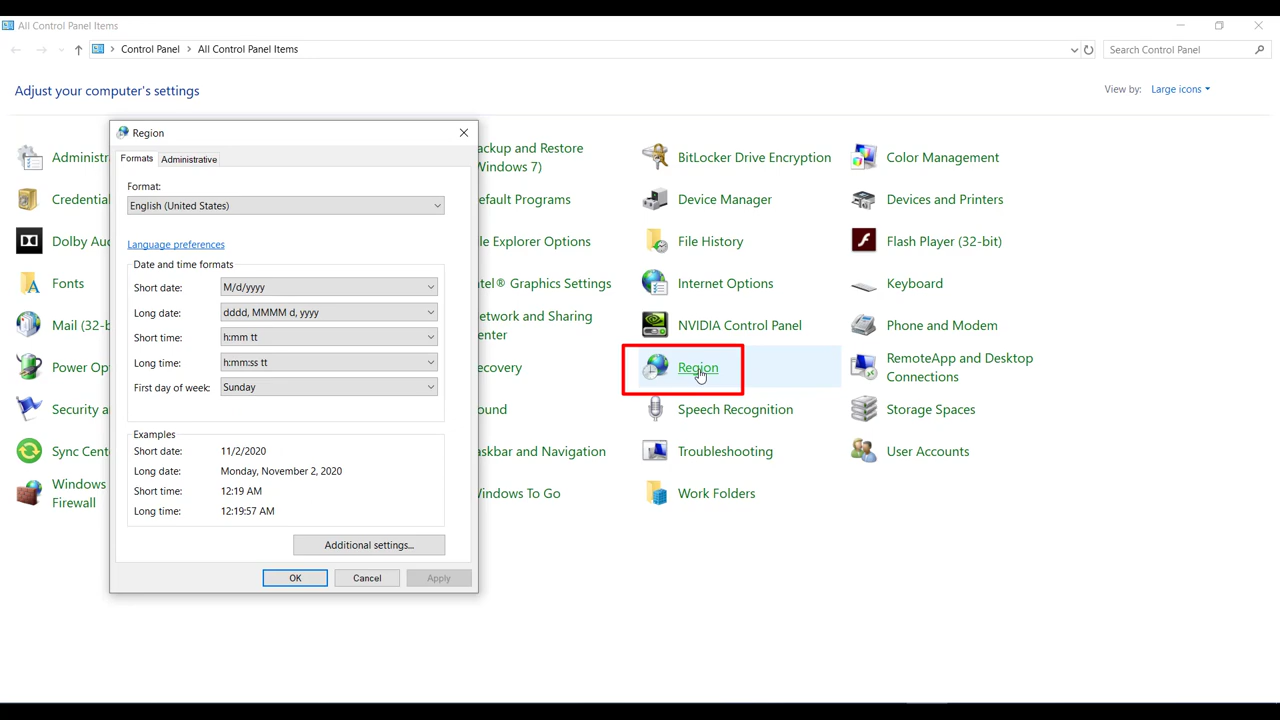 All Control Panel Items
Control Panel > All Control Panel Items
Search Control Panel
Adjust your computer's settings
View by: Large icons
Region
Formats Administrative
Format:
English (United States)
Language preferences
Date and time formats
Short date: M/d/yyyy
Long date: dddd, MMMM d, yyyy
Short time: h:mm tt
Long time: h:mm:ss tt
First day of week: Sunday
Examples
Short date: 11/2/2020
Long date: Monday, November 2, 2020
Short time: 12:19 AM
Long time: 12:19:57 AM
Additional settings...
OK Cancel Apply
Administr
Credentia
Dolby Aud
Fonts
Mail (32-b
Power Op
Security a
Sync Cent
Windows
Firewall
ackup and Restore
Windows 7)
efault Programs
le Explorer Options
ntel® Graphics Settings
etwork and Sharing
enter
ecovery
ound
askbar and Navigation
Windows To Go
BitLocker Drive Encryption
Device Manager
File History
Internet Options
NVIDIA Control Panel
Region
Speech Recognition
Troubleshooting
Work Folders
Color Management
Devices and Printers
Flash Player (32-bit)
Keyboard
Phone and Modem
RemoteApp and Desktop
Connections
Storage Spaces
User Accounts